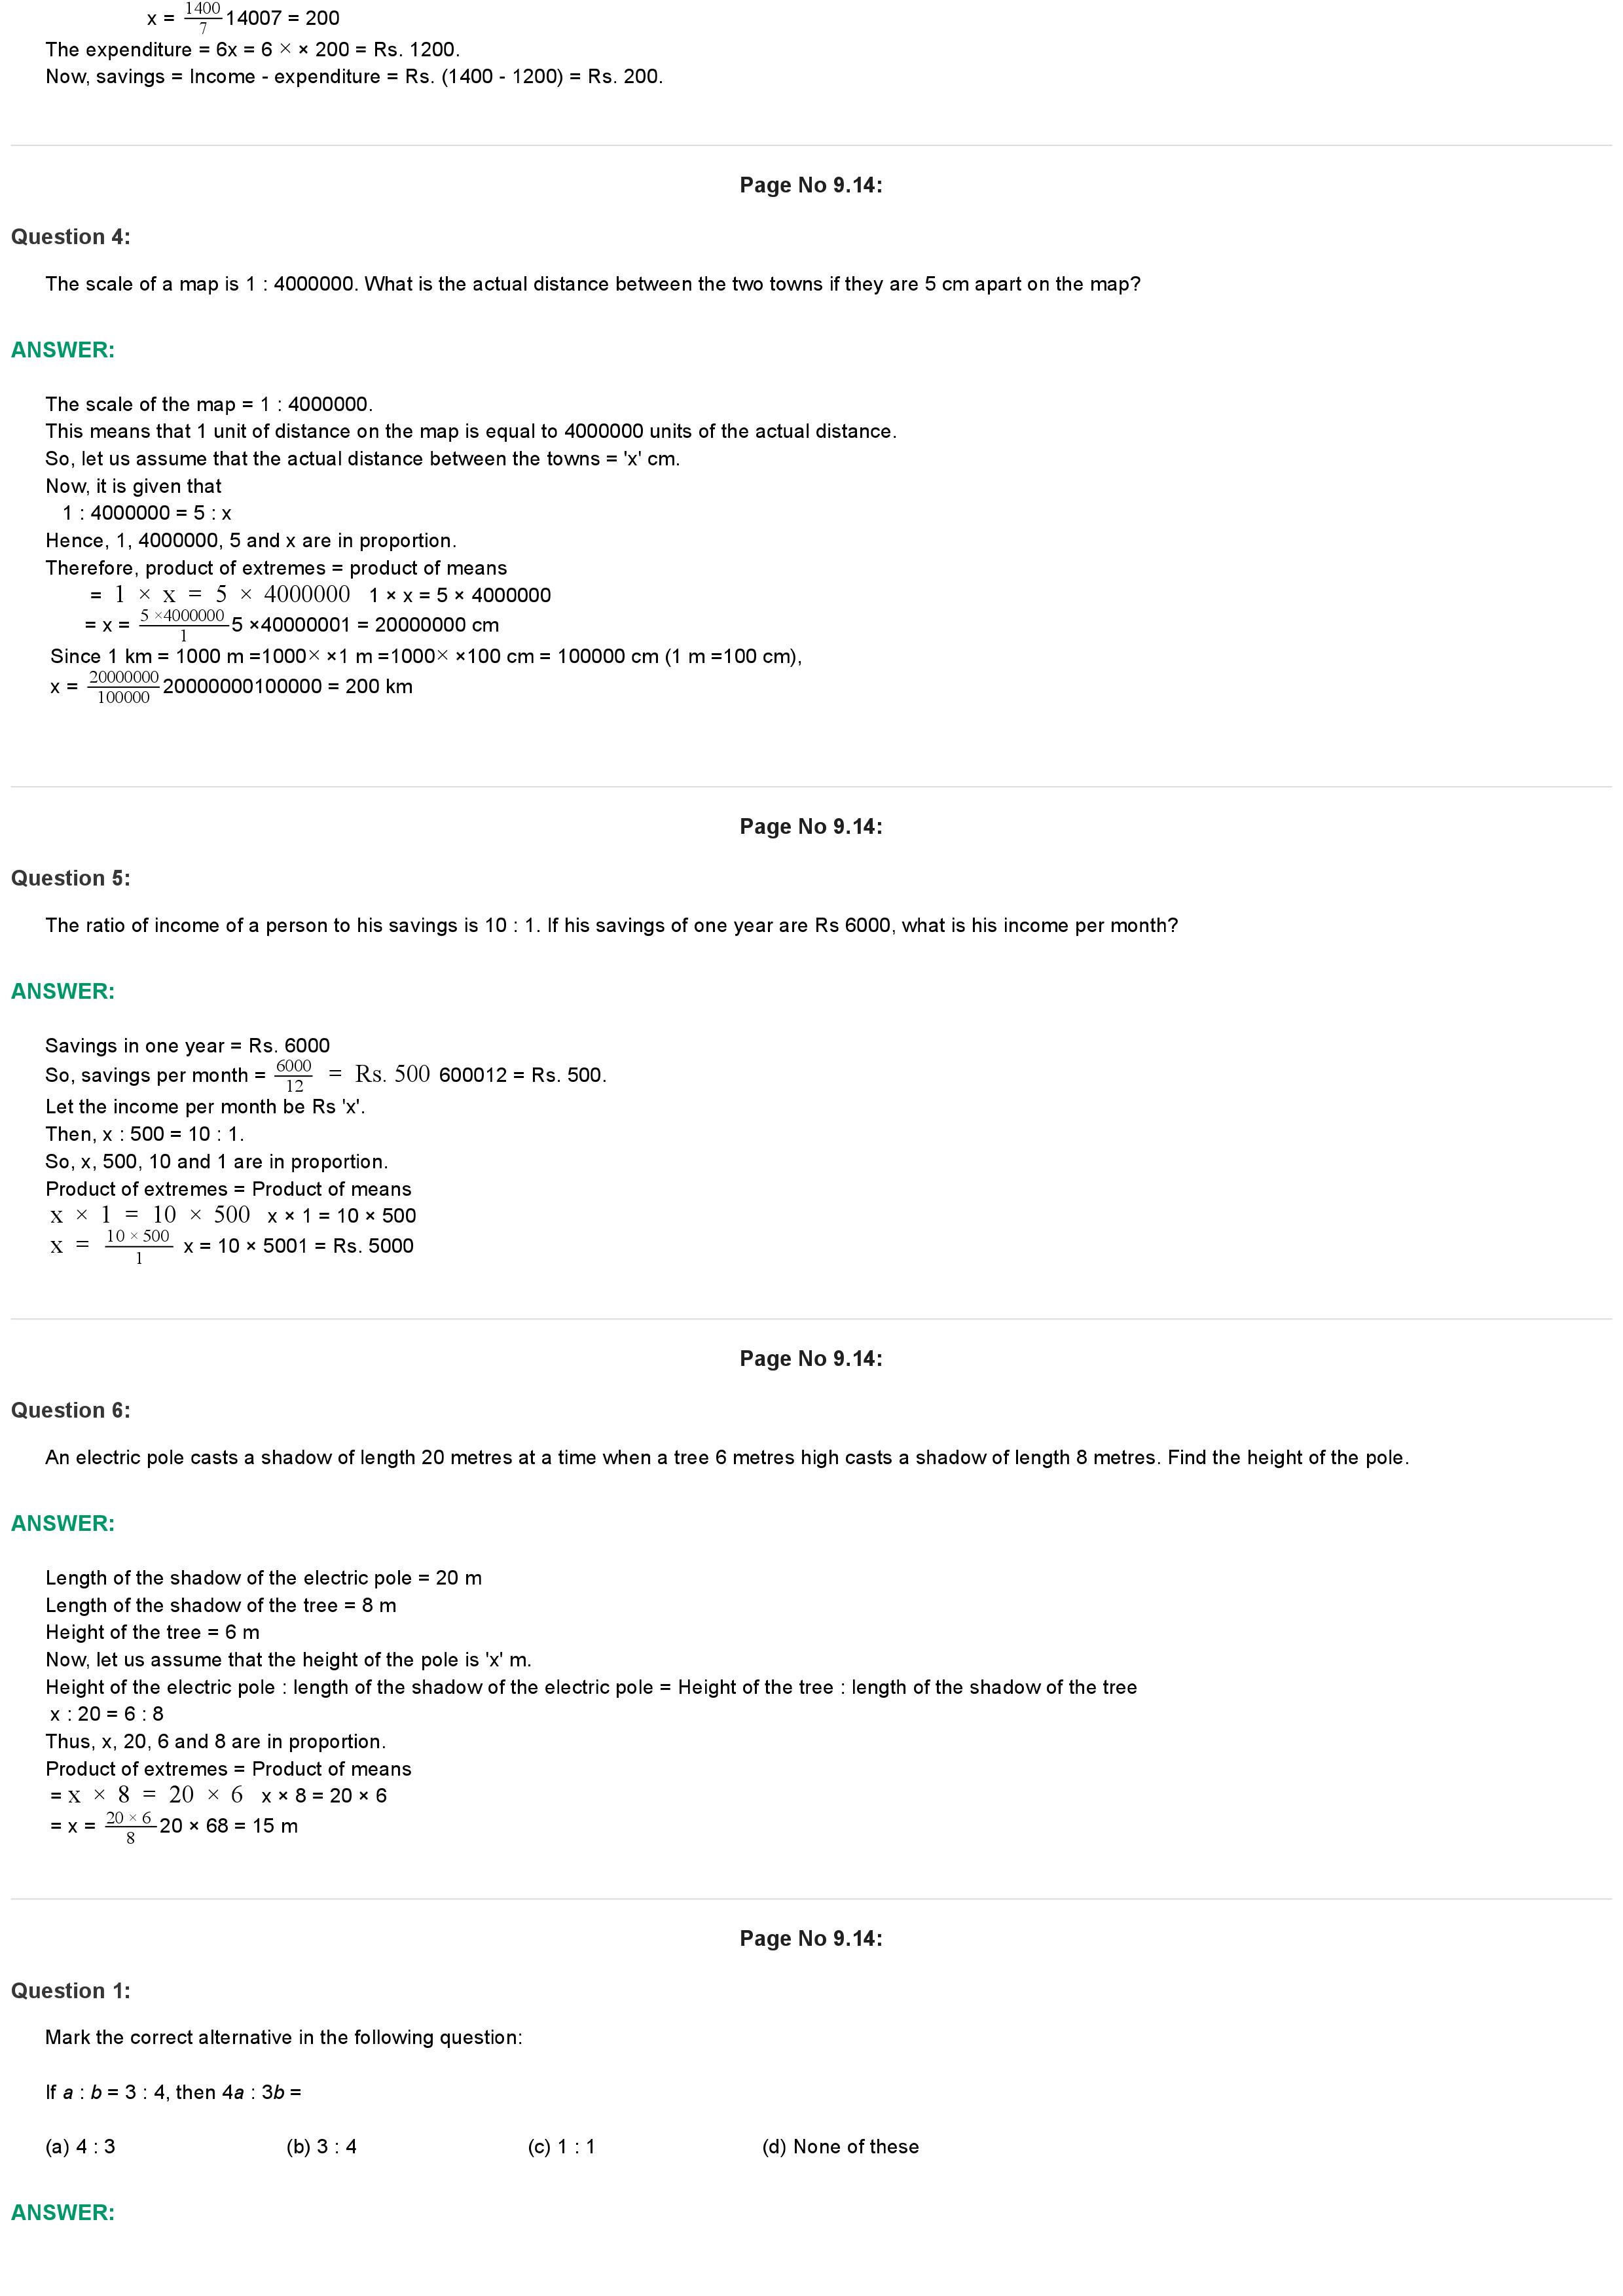 x = 1400/7 14007 = 200
The expenditure = 6x = 6 × × 200 = Rs. 1200.
Now, savings = Income - expenditure = Rs. (1400 - 1200) = Rs. 200.
Page No 9.14:
Question 4:
The scale of a map is 1 : 4000000. What is the actual distance between the two towns if they are 5 cm apart on the map?
ANSWER:
The scale of the map = 1 : 4000000.
This means that 1 unit of distance on the map is equal to 4000000 units of the actual distance.
So, let us assume that the actual distance between the towns = 'x' cm.
Now, it is given that
1 : 4000000 = 5 : x
Hence, 1, 4000000, 5 and x are in proportion.
Therefore, product of extremes = product of means
= 1 × x = 5 × 4000000 1 × x = 5 × 4000000
= x = 5 ×4000000/1 5 ×40000001 = 20000000 cm
Since 1 km = 1000 m =1000× ×1 m =1000× ×100 cm = 100000 cm (1 m =100 cm),
x = 20000000/100000 20000000100000 = 200 km
Page No 9.14:
Question 5:
The ratio of income of a person to his savings is 10 : 1. If his savings of one year are Rs 6000, what is his income per month?
ANSWER:
Savings in one year = Rs. 6000
So, savings per month = 6000/12 = Rs. 500 600012 = Rs. 500.
Let the income per month be Rs 'x'.
Then, x : 500 = 10 : 1.
So, x, 500, 10 and 1 are in proportion.
Product of extremes = Product of means
x × 1 = 10 × 500 x × 1 = 10 × 500
x = 10 × 500/1 x = 10 × 5001 = Rs. 5000
Page No 9.14:
Question 6:
An electric pole casts a shadow of length 20 metres at a time when a tree 6 metres high casts a shadow of length 8 metres. Find the height of the pole.
ANSWER:
Length of the shadow of the electric pole = 20 m
Length of the shadow of the tree = 8 m
Height of the tree = 6 m
Now, let us assume that the height of the pole is 'x' m.
Height of the electric pole : length of the shadow of the electric pole = Height of the tree : length of the shadow of the tree
x : 20 = 6 : 8
Thus, x, 20, 6 and 8 are in proportion.
Product of extremes = Product of means
= x × 8 = 20 × 6 x × 8 = 20 × 6
= x = 20 × 6/8 20 × 68 = 15 m
Page No 9.14:
Question 1:
Mark the correct alternative in the following question:
If a : b = 3 : 4, then 4a : 3b =
(a) 4 : 3 (b) 3 : 4 (c) 1 : 1 (d) None of these
ANSWER: